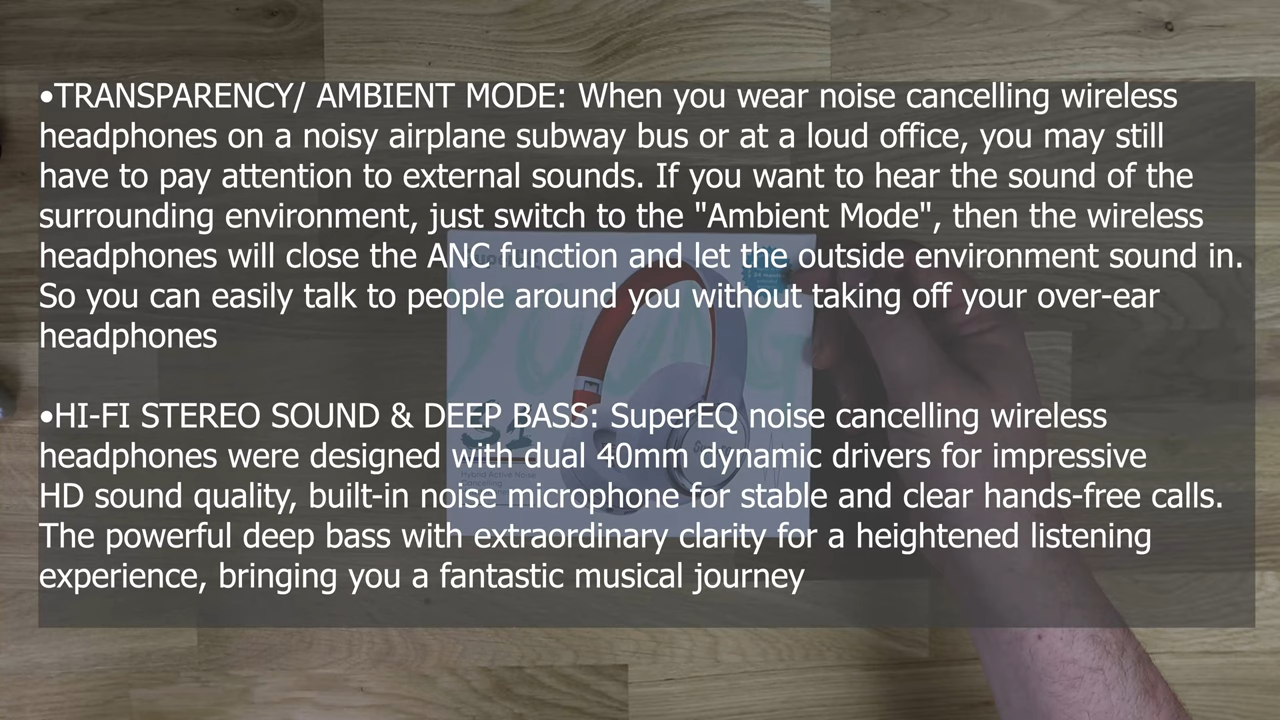 •TRANSPARENCY/ AMBIENT MODE: When you wear noise cancelling wireless
headphones on a noisy airplane subway bus or at a loud office, you may still
have to pay attention to external sounds. If you want to hear the sound of the
surrounding environment, just switch to the "Ambient Mode", then the wireless
headphones will close the ANC function and let the outside environment sound in.
So you can easily talk to people around you without taking off your over-ear
headphones
•HI-FI STEREO SOUND & DEEP BASS: SuperEQ noise cancelling wireless
headphones were designed with dual 40mm dynamic drivers for impressive
HD sound quality, built-in noise microphone for stable and clear hands-free calls.
The powerful deep bass with extraordinary clarity for a heightened listening
experience, bringing you a fantastic musical journey
S1
Hybrid Active Noise
Canceling